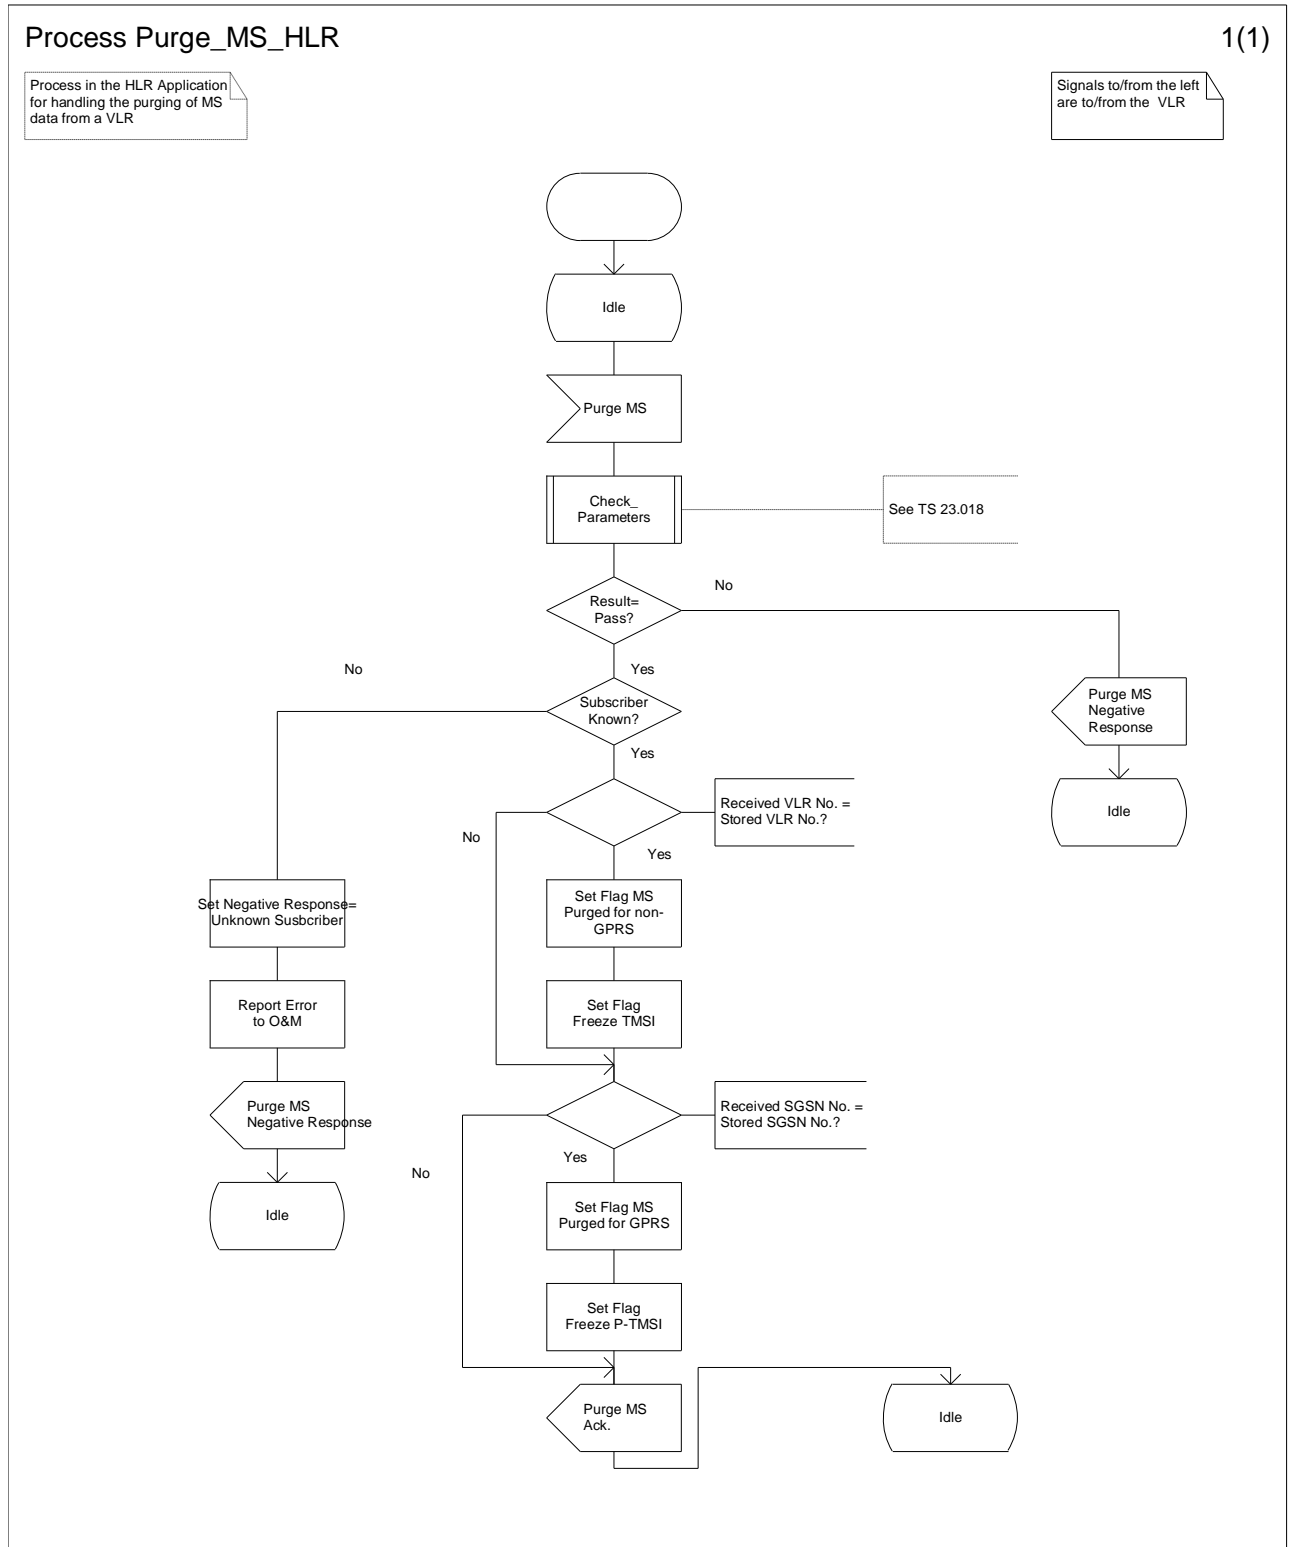 Process Purge_MS_HLR
1(1)
Process in the HLR Application
for handling the purging of MS
data from a VLR
Signals to/from the left
are to/from the VLR
Idle
Purge MS
Check_
Parameters
See TS 23.018
Result=
Pass?
No
Yes
No
Subscriber
Known?
Purge MS
Negative
Response
Idle
Yes
Received VLR No. =
Stored VLR No.?
No
Yes
Set Negative Response=
Unknown Susbcriber
Set Flag MS
Purged for non-
GPRS
Report Error
to O&M
Set Flag
Freeze TMSI
Purge MS
Negative Response
Received SGSN No. =
Stored SGSN No.?
Yes
No
Idle
Set Flag MS
Purged for GPRS
Set Flag
Freeze P-TMSI
Purge MS
Ack.
Idle